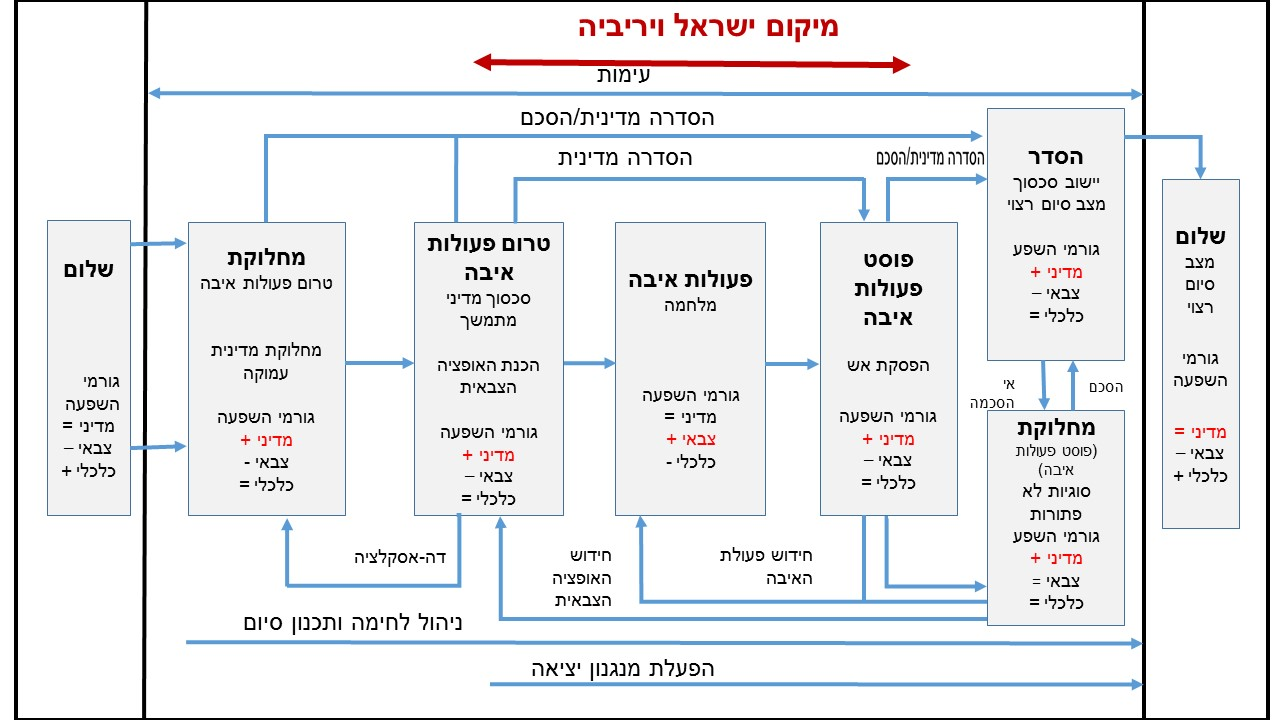 מיקום ישראל ויריביה
עימות
הסדרה מדינית/הסכם
הסדרה מדינית
הסדרה מדינית/הסכם
שלום
גורמי
השפעה
מדיני =
צבאי –
כלכלי +
מחלוקת
טרום פעולות איבה
מחלוקת מדינית
עמוקה
גורמי השפעה
מדיני +
צבאי -
כלכלי =
טרום פעולות
איבה
סכסוך מדיני
מתמשך
הכנת האופציה
הצבאית
גורמי השפעה
מדיני +
צבאי –
כלכלי =
פעולות איבה
מלחמה
גורמי השפעה
מדיני =
צבאי +
כלכלי -
פוסט
פעולות
איבה
הפסקת אש
גורמי השפעה
מדיני +
צבאי –
כלכלי =
הסדר
יישוב סכסוך
מצב סיום רצוי
גורמי השפע
מדיני +
צבאי –
כלכלי =
אי
הסכמה
הסכם
מחלוקת
(פוסט פעולות
איבה)
סוגיות לא
פתורות
גורמי השפע
מדיני +
צבאי =
כלכלי =
שלום
מצב
סיום
רצוי
גורמי
השפעה
מדיני =
צבאי –
כלכלי +
דה-אסקלציה
חידוש
האופציה
הצבאית
חידוש פעולת
האיבה
ניהול לחימה ותכנון סיום
הפעלת מנגנון יציאה